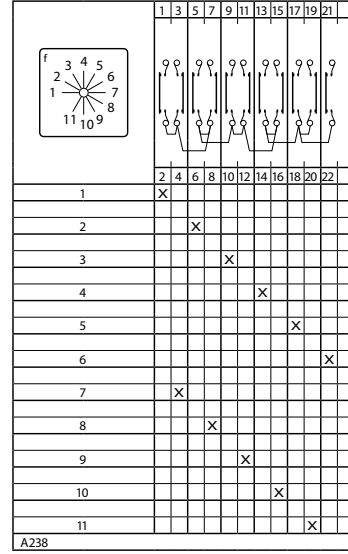 1 3 5 7 9 11 13 15 17 19 21
f
1 2 3 4 5 6 7 8 9 10 11
2 4 6 8 10 12 14 16 18 20 22
1 X
2 X
3 X
4 X
5 X
6 X
7 X
8 X
9 X
10 X
11 X
A238